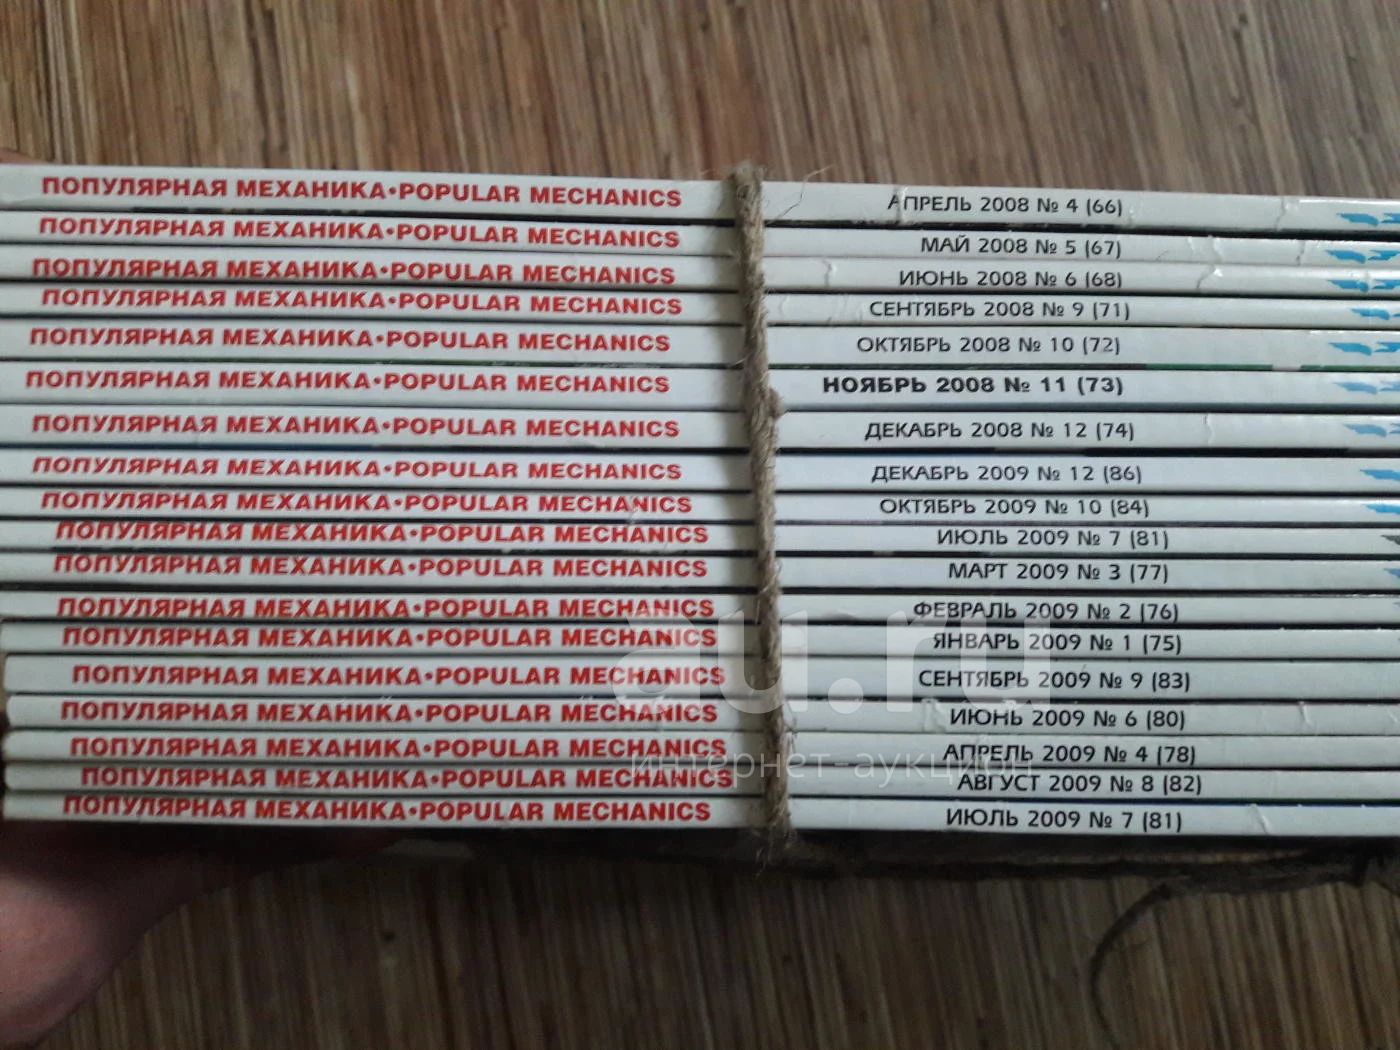 ПОПУЛЯРНАЯ МЕХАНИКА•POPULAR MECHANICS АПРЕЛЬ 2008 № 4 (66)
ПОПУЛЯРНАЯ МЕХАНИКА•POPULAR MECHANICS МАЙ 2008 № 5 (67)
ПОПУЛЯРНАЯ МЕХАНИКА•POPULAR MECHANICS ИЮНЬ 2008 № 6 (68)
ПОПУЛЯРНАЯ МЕХАНИКА•POPULAR MECHANICS СЕНТЯБРЬ 2008 № 9 (71)
ПОПУЛЯРНАЯ МЕХАНИКА•POPULAR MECHANICS ОКТЯБРЬ 2008 № 10 (72)
ПОПУЛЯРНАЯ МЕХАНИКА•POPULAR MECHANICS НОЯБРЬ 2008 № 11 (73)
ПОПУЛЯРНАЯ МЕХАНИКА•POPULAR MECHANICS ДЕКАБРЬ 2008 № 12 (74)
ПОПУЛЯРНАЯ МЕХАНИКА•POPULAR MECHANICS ДЕКАБРЬ 2009 № 12 (86)
ПОПУЛЯРНАЯ МЕХАНИКА•POPULAR MECHANICS ОКТЯБРЬ 2009 № 10 (84)
ПОПУЛЯРНАЯ МЕХАНИКА•POPULAR MECHANICS ИЮЛЬ 2009 № 7 (81)
ПОПУЛЯРНАЯ МЕХАНИКА•POPULAR MECHANICS МАРТ 2009 № 3 (77)
ПОПУЛЯРНАЯ МЕХАНИКА•POPULAR MECHANICS ФЕВРАЛЬ 2009 № 2 (76)
ПОПУЛЯРНАЯ МЕХАНИКА•POPULAR MECHANICS ЯНВАРЬ 2009 № 1 (75)
ПОПУЛЯРНАЯ МЕХАНИКА•POPULAR MECHANICS СЕНТЯБРЬ 2009 № 9 (83)
ПОПУЛЯРНАЯ МЕХАНИКА•POPULAR MECHANICS ИЮНЬ 2009 № 6 (80)
ПОПУЛЯРНАЯ МЕХАНИКА•POPULAR MECHANICS АПРЕЛЬ 2009 № 4 (78)
ПОПУЛЯРНАЯ МЕХАНИКА•POPULAR MECHANICS АВГУСТ 2009 № 8 (82)
ПОПУЛЯРНАЯ МЕХАНИКА•POPULAR MECHANICS ИЮЛЬ 2009 № 7 (81)
au.ru
интернет-аукцион